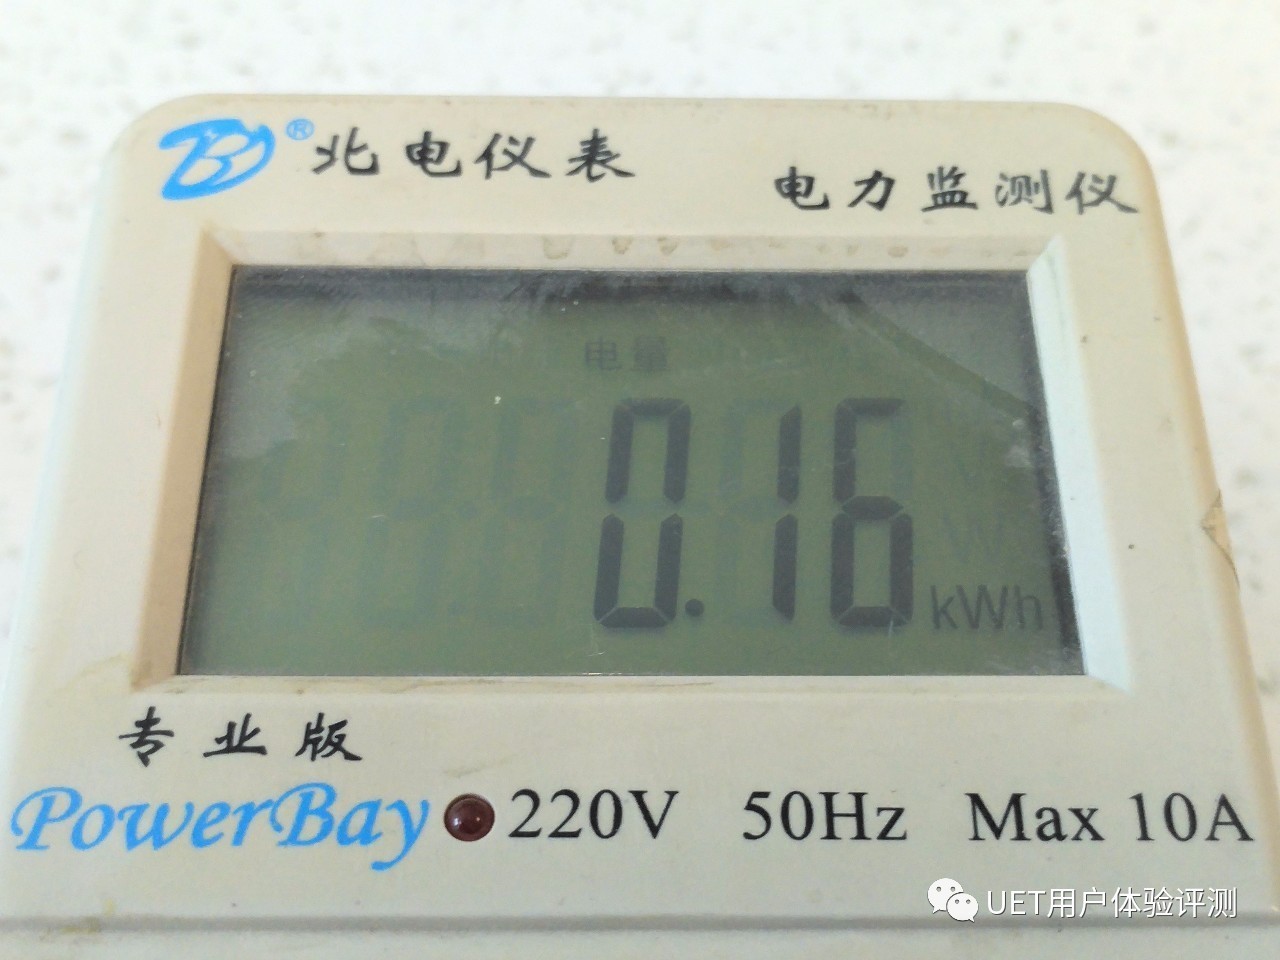 ® 北电仪表
电力监测仪
电量
0.16 kWh
专业版
PowerBay 220V 50Hz Max 10A
UET用户体验评测